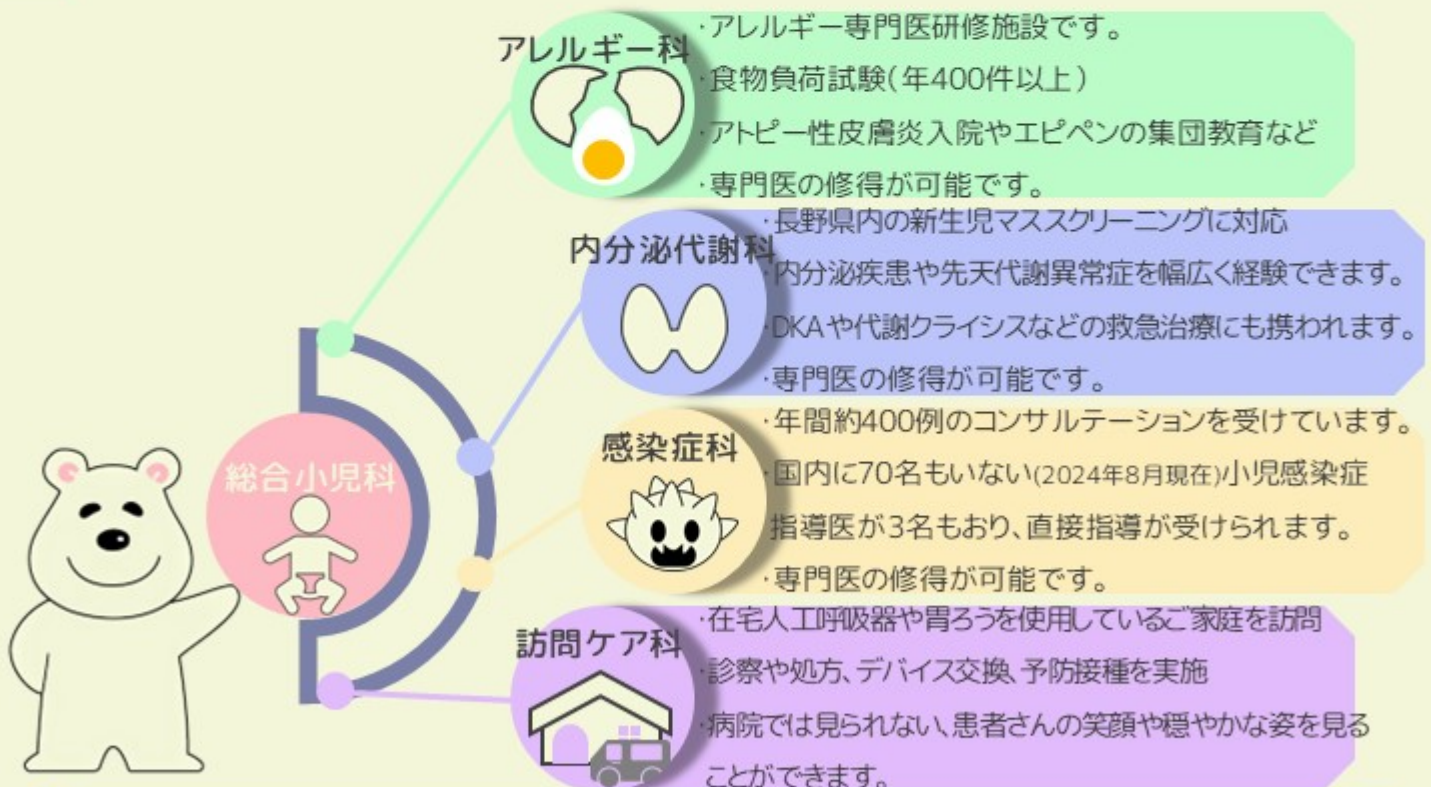 総合小児科
アレルギー科
・アレルギー専門医研修施設です。
・食物負荷試験(年400件以上)
・アトピー性皮膚炎入院やエピペンの集団教育など
・専門医の修得が可能です。
内分泌代謝科
・長野県内の新生児マススクリーニングに対応
・内分泌疾患や先天代謝異常症を幅広く経験できます。
・DKAや代謝クライシスなどの救急治療にも携われます。
・専門医の修得が可能です。
感染症科
・年間約400例のコンサルテーションを受けています。
・国内に70名もいない(2024年8月現在)小児感染症
指導医が3名もおり、直接指導が受けられます。
・専門医の修得が可能です。
訪問ケア科
・在宅人工呼吸器や胃ろうを使用しているご家庭を訪問
・診察や処方、デバイス交換、予防接種を実施
・病院では見られない、患者さんの笑顔や穏やかな姿を見る
ことができます。